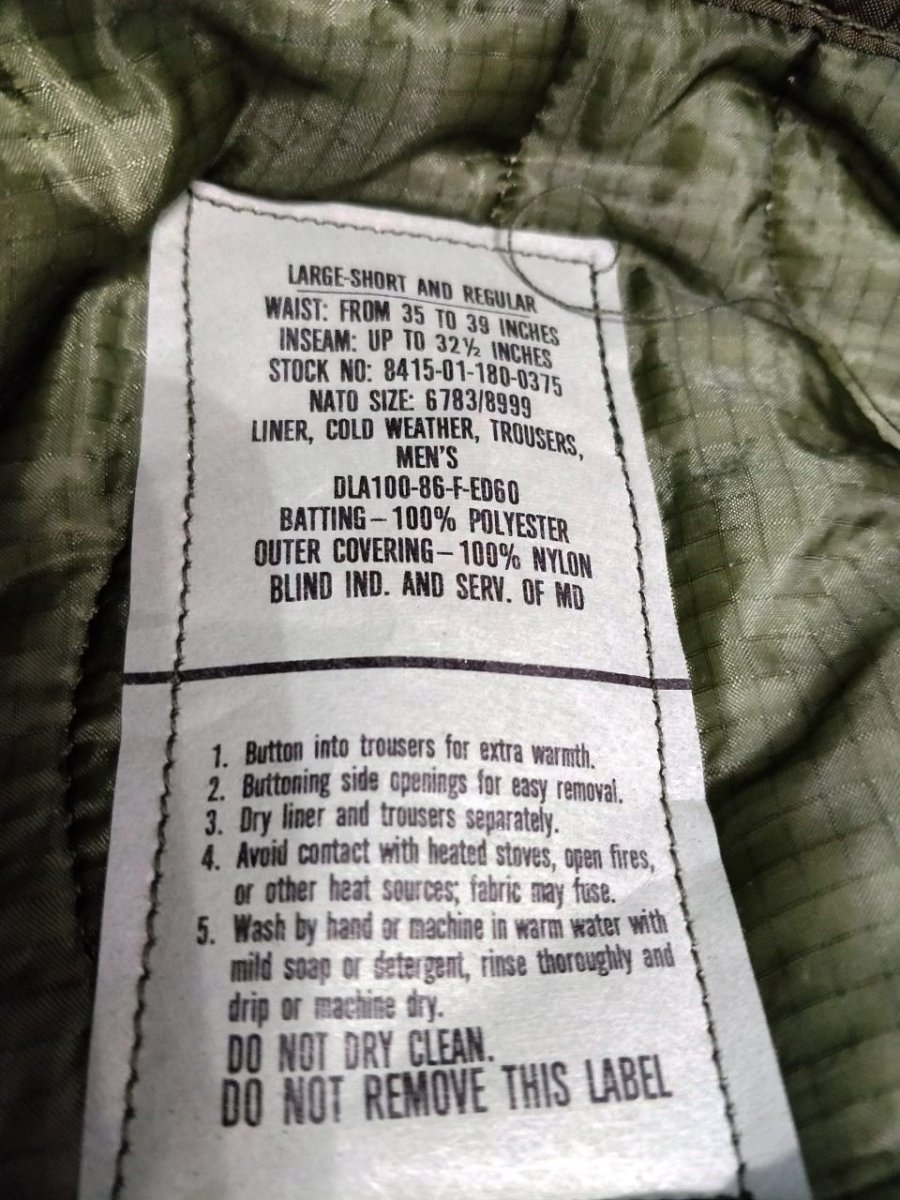 LARGE-SHORT AND REGULAR
WAIST: FROM 35 TO 39 INCHES
INSEAM: UP TO 32½ INCHES
STOCK NO: 8415-01-180-0375
NATO SIZE: 6783/8999
LINER, COLD WEATHER, TROUSERS,
MEN'S
DLA100-86-F-ED60
BATTING–100% POLYESTER
OUTER COVERING–100% NYLON
BLIND IND. AND SERV. OF MD
1. Button into trousers for extra warmth.
2. Buttoning side openings for easy removal.
3. Dry liner and trousers separately.
4. Avoid contact with heated stoves, open fires,
or other heat sources; fabric may fuse.
5. Wash by hand or machine in warm water with
mild soap or detergent, rinse thoroughly and
drip or machine dry.
DO NOT DRY CLEAN.
DO NOT REMOVE THIS LABEL